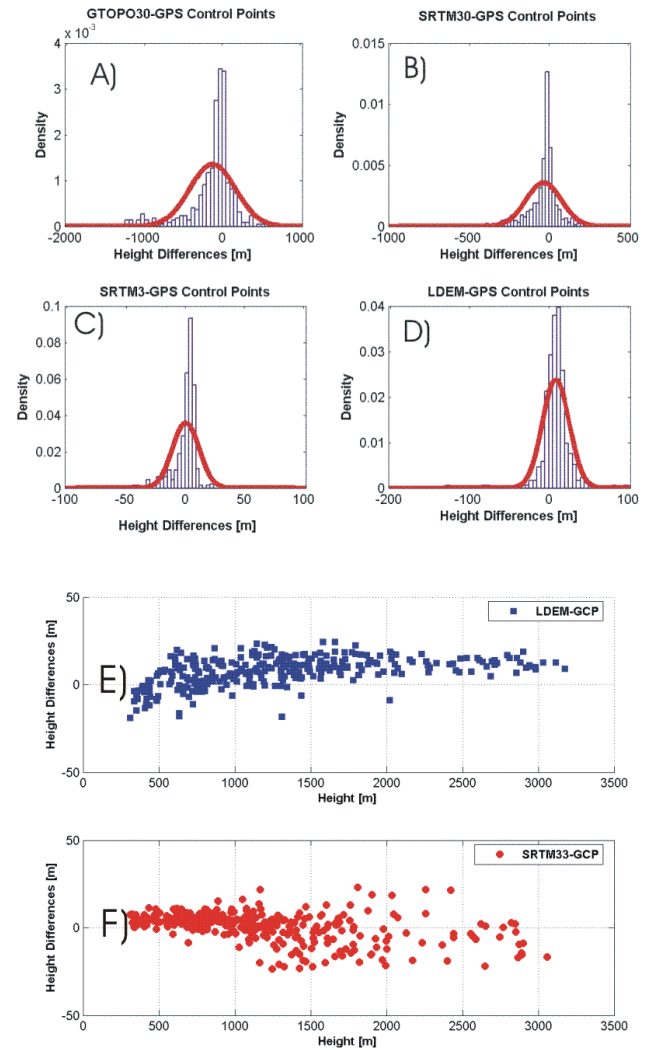 GTOPO30-GPS Control Points
x 10-3
A)
4
3
2
1
0
Density
-2000 -1000 0 1000
Height Differences [m]
SRTM30-GPS Control Points
B)
0.015
0.01
0.005
0
Density
-1000 -500 0 500
Height Differences [m]
SRTM3-GPS Control Points
C)
0.1
0.08
0.06
0.04
0.02
0
Density
-100 -50 0 50 100
Height Differences [m]
LDEM-GPS Control Points
D)
0.04
0.03
0.02
0.01
0
Density
-200 -100 0 100
Height Differences [m]
E)
LDEM-GCP
50
0
-50
Height Differences [m]
0 500 1000 1500 2000 2500 3000 3500
Height [m]
F)
SRTM33-GCP
50
0
-50
Height Differences [m]
0 500 1000 1500 2000 2500 3000 3500
Height [m]